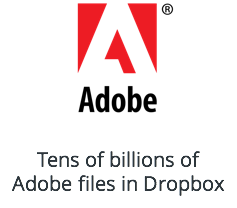 ®
Adobe
Tens of billions of
Adobe files in Dropbox